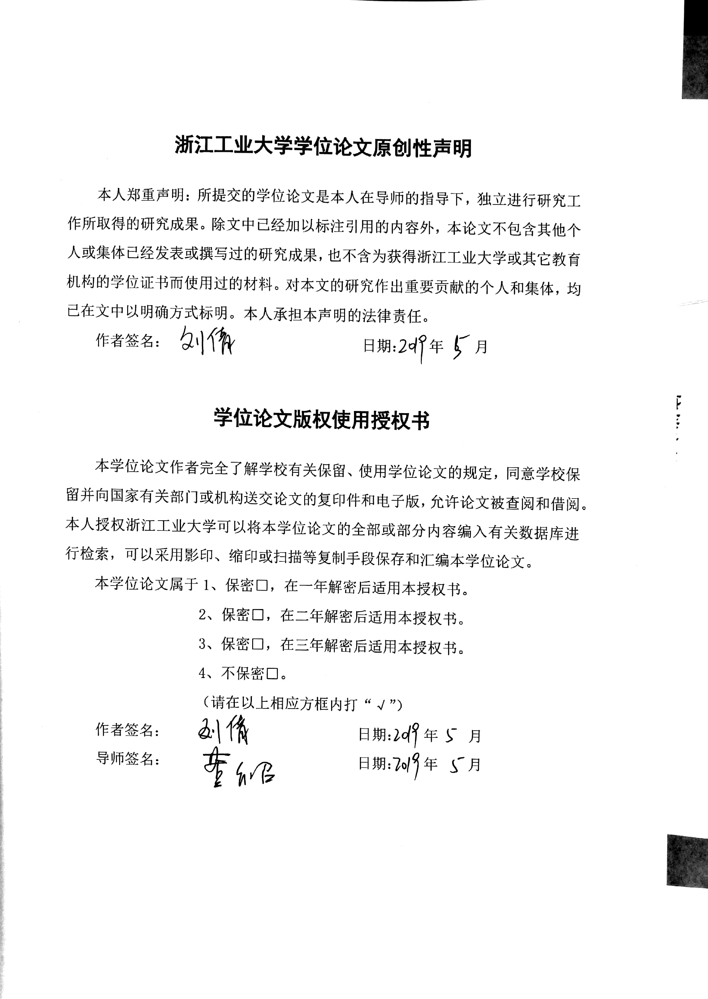 浙江工业大学学位论文原创性声明
本人郑重声明：所提交的学位论文是本人在导师的指导下，独立进行研究工
作所取得的研究成果。除文中已经加以标注引用的内容外，本论文不包含其他个
人或集体已经发表或撰写过的研究成果，也不含为获得浙江工业大学或其它教育
机构的学位证书而使用过的材料。对本文的研究作出重要贡献的个人和集体，均
已在文中以明确方式标明。本人承担本声明的法律责任。
作者签名： 刘倩 日期：2019年 5 月
学位论文版权使用授权书
本学位论文作者完全了解学校有关保留、使用学位论文的规定，同意学校保
留并向国家有关部门或机构送交论文的复印件和电子版，允许论文被查阅和借阅。
本人授权浙江工业大学可以将本学位论文的全部或部分内容编入有关数据库进
行检索，可以采用影印、缩印或扫描等复制手段保存和汇编本学位论文。
本学位论文属于 1、保密□，在一年解密后适用本授权书。
2、保密□，在二年解密后适用本授权书。
3、保密□，在三年解密后适用本授权书。
4、不保密□。
（请在以上相应方框内打“√”）
作者签名： 刘倩 日期：2019年 5 月
导师签名： 日期：2019年 5 月